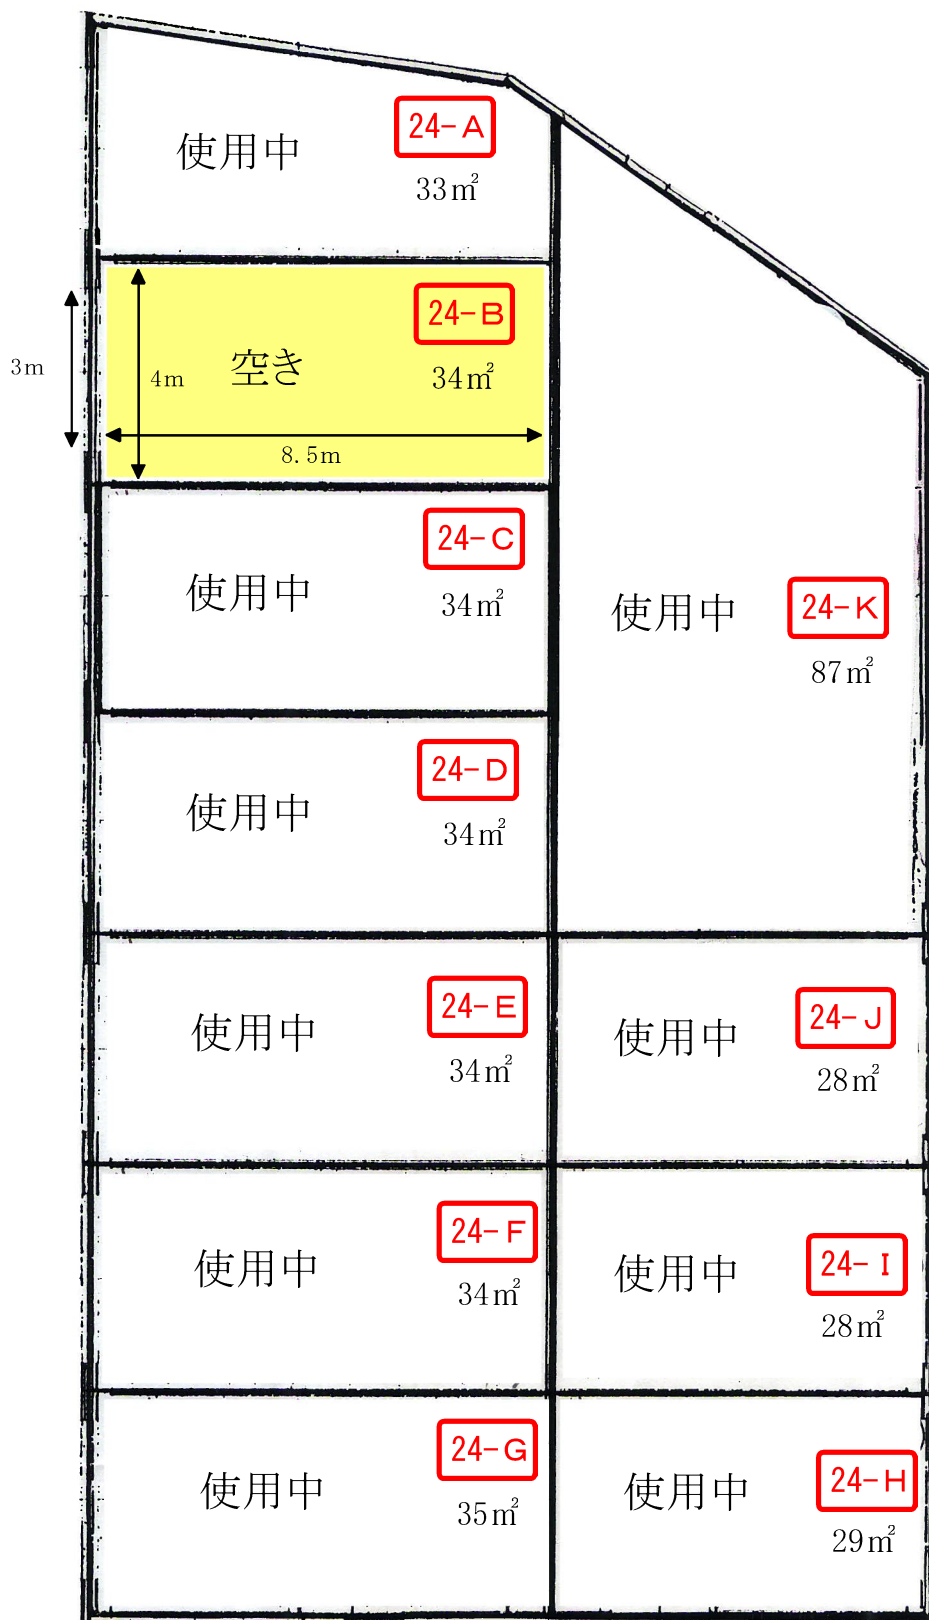 使用中
24-A
33㎡
3m
4m
空き
24-B
34㎡
8.5m
使用中
24-C
34㎡
使用中
24-K
87㎡
使用中
24-D
34㎡
使用中
24-E
34㎡
使用中
24-J
28㎡
使用中
24-F
34㎡
使用中
24-I
28㎡
使用中
24-G
35㎡
使用中
24-H
29㎡